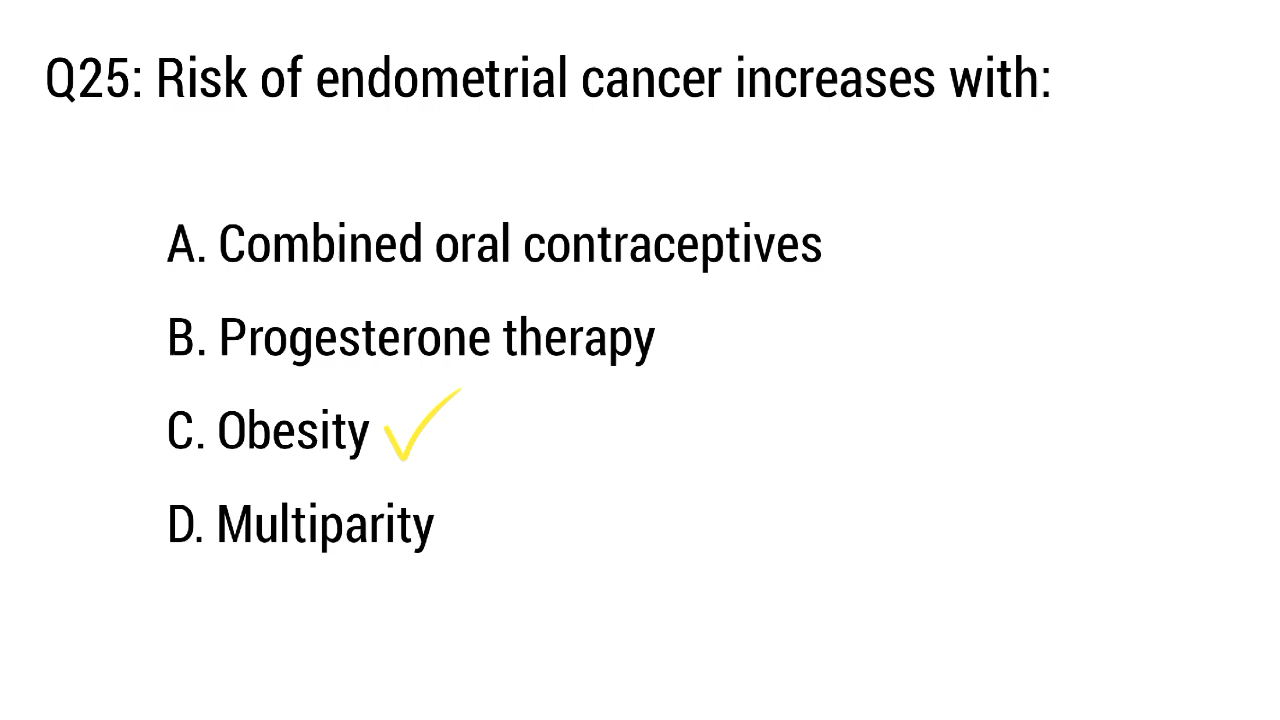 Q25: Risk of endometrial cancer increases with:
A. Combined oral contraceptives
B. Progesterone therapy
C. Obesity
D. Multiparity